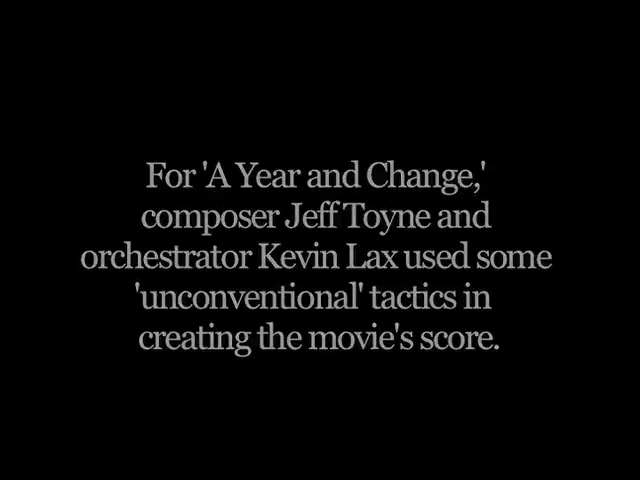 For 'A Year and Change,'
composer Jeff Toyne and
orchestrator Kevin Lax used some
'unconventional' tactics in
creating the movie's score.